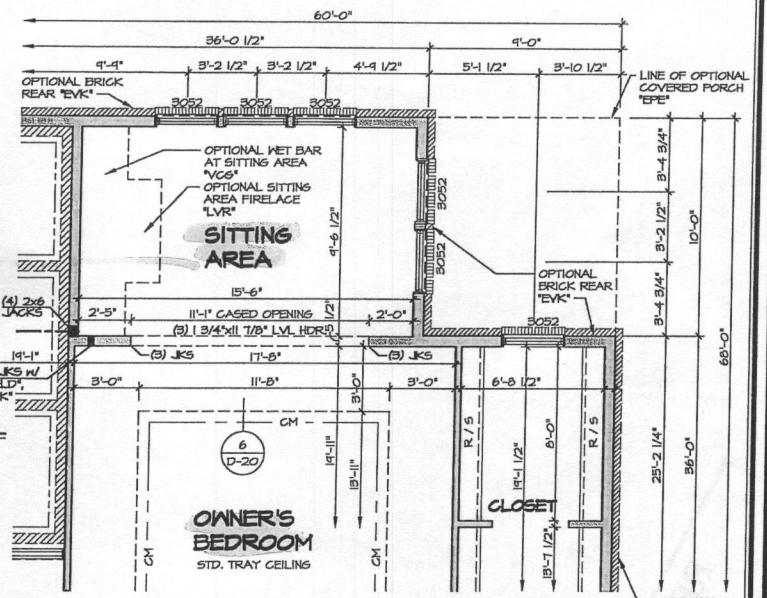 60'-0"
36'-0 1/2"
9'-0"
9'-9"
3'-2 1/2"
3'-2 1/2"
4'-9 1/2"
5'-1 1/2"
3'-10 1/2"
OPTIONAL BRICK
REAR "EVK"
3052
3052
3052
LINE OF OPTIONAL
COVERED PORCH
"EPE"
OPTIONAL WET BAR
AT SITTING AREA
"VCG"
OPTIONAL SITTING
AREA FIRELACE
"LVR"
SITTING
AREA
3052
3052
3'-4 3/4"
3'-2 1/2"
3'-4 3/4"
10'-0"
68'-0"
OPTIONAL
BRICK REAR
"EVK"
15'-6"
(4) 2x6
JACKS
2'-5"
11'-1" CASED OPENING
2'-0"
(3) 1 3/4"x11 7/8" LVL HDR
3052
19'-1"
JKS W/
(3) JKS
17'-8"
(3) JKS
3'-0"
11'-8"
3'-0"
6'-8 1/2"
3'-0"
CM
6
D-20
19'-11"
13'-11"
R / S
19'-1 1/2"
8'-0"
R / S
25'-2 1/4"
36'-0"
OWNER'S
BEDROOM
STD. TRAY CEILING
CM
CM
CLOSET
13'-7 1/2"